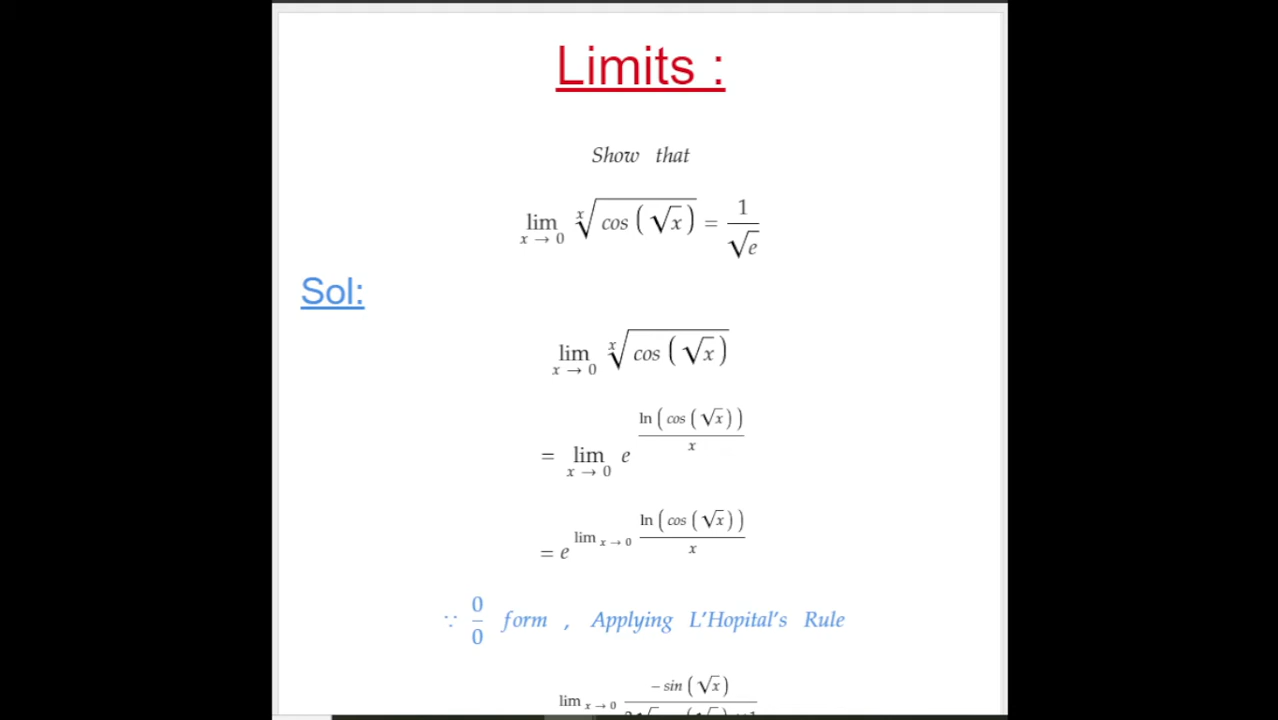 Limits :
Show that
lim x → 0 ˣ√cos(√x) = 1/√e
Sol:
lim x → 0 ˣ√cos(√x)
= lim x → 0 e^(ln(cos(√x))/x)
= e^(lim x → 0 ln(cos(√x))/x)
∵ 0/0 form , Applying L'Hopital's Rule
lim x → 0 −sin(√x)